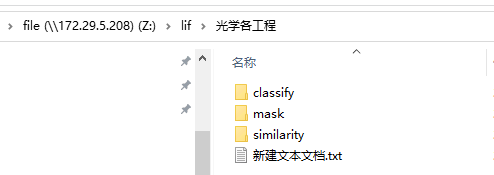 file (\\172.29.5.208) (Z:) > lif > 光学各工程
名称
classify
mask
similarity
新建文本文档.txt